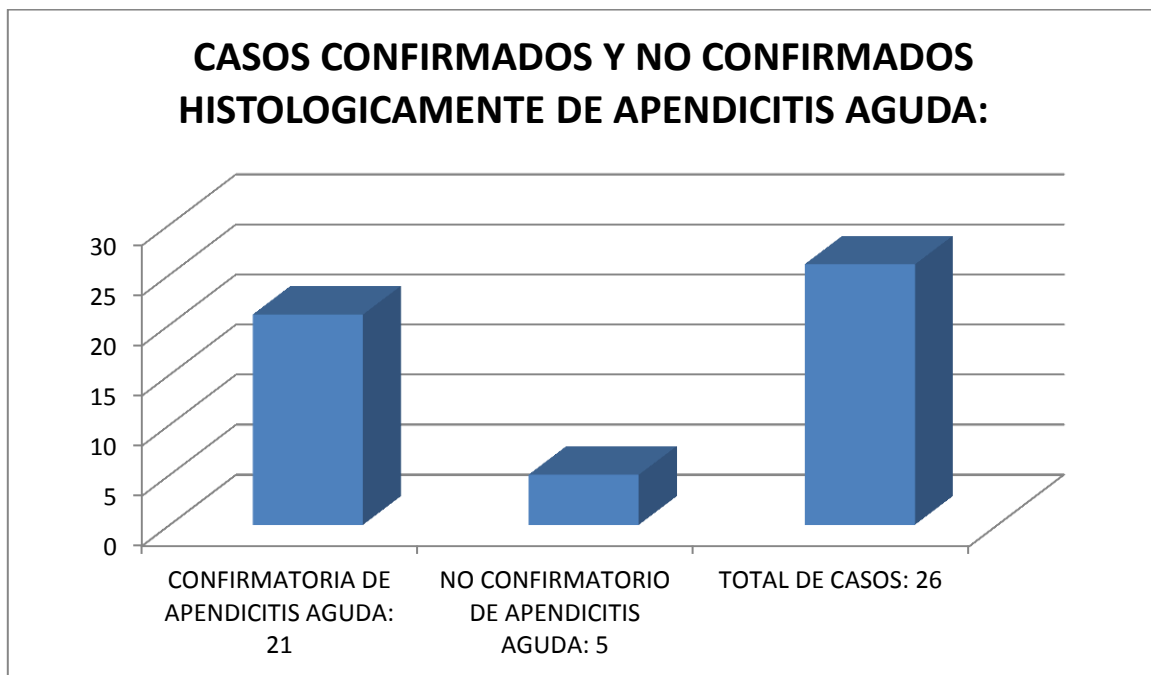 CASOS CONFIRMADOS Y NO CONFIRMADOS
HISTOLOGICAMENTE DE APENDICITIS AGUDA:
30
25
20
15
10
5
0
CONFIRMATORIA DE
APENDICITIS AGUDA:
21
NO CONFIRMATORIO
DE APENDICITIS
AGUDA: 5
TOTAL DE CASOS: 26